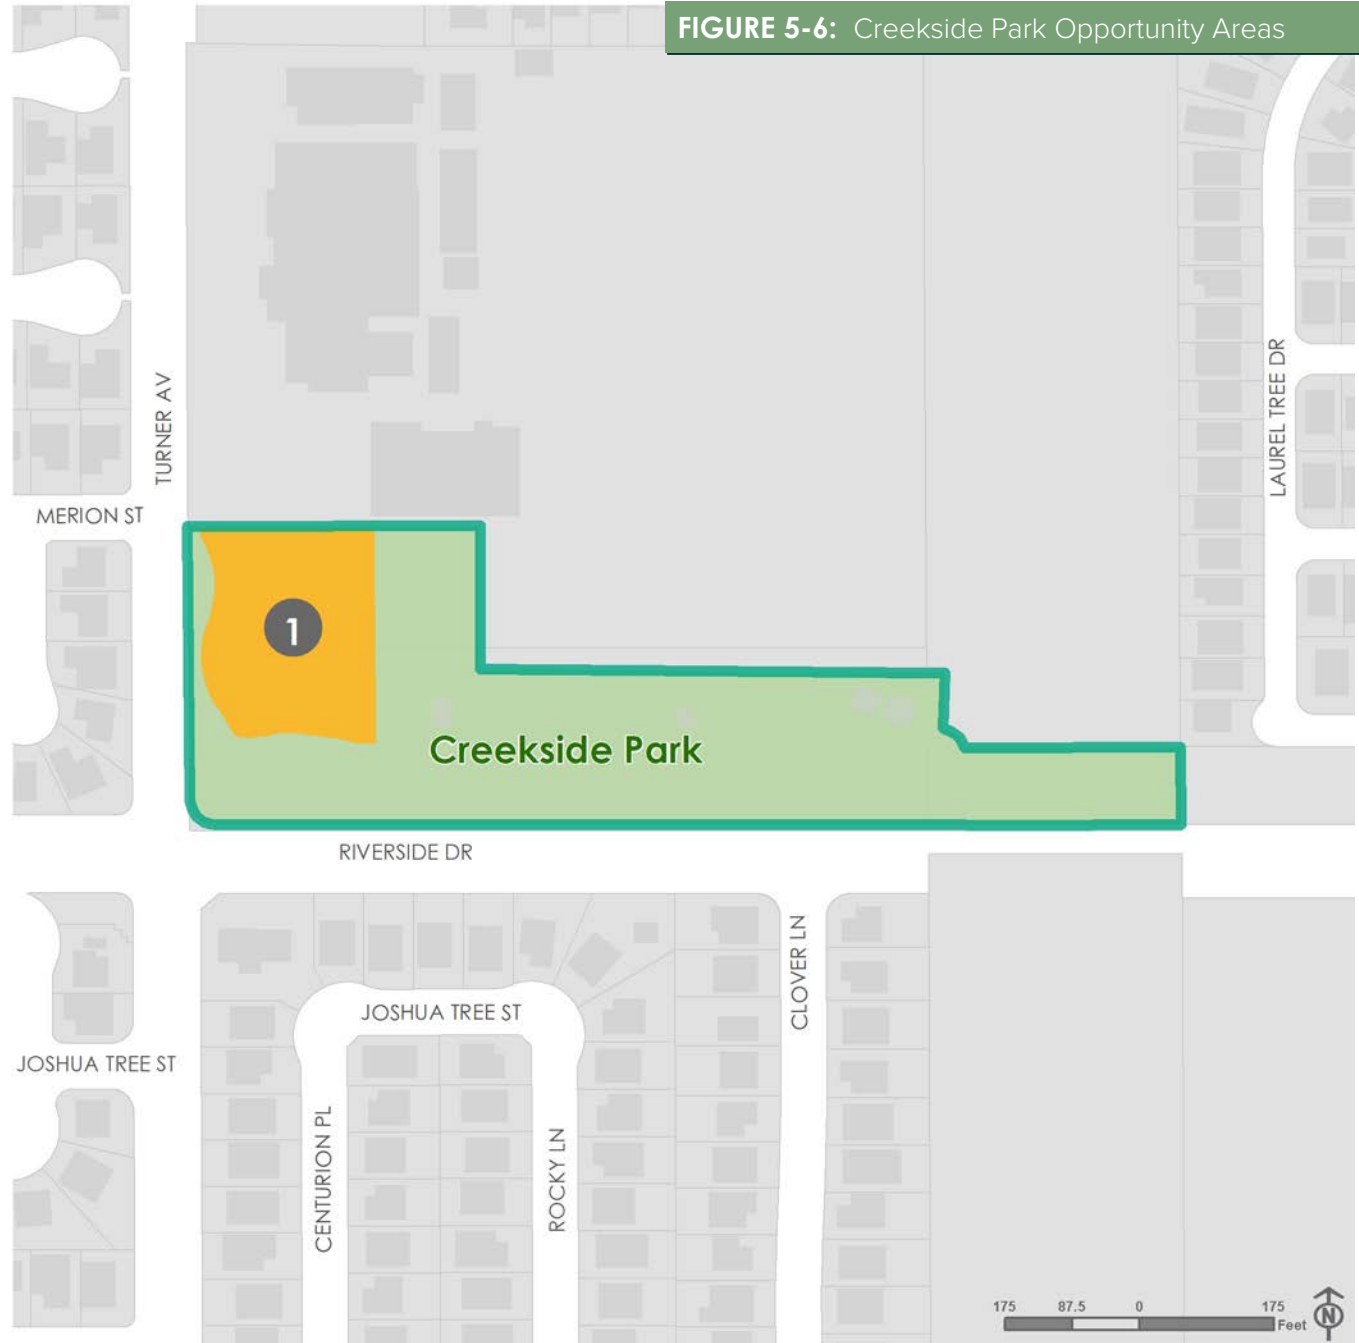 FIGURE 5-6: Creekside Park Opportunity Areas
TURNER AV
LAUREL TREE DR
MERION ST
1
Creekside Park
RIVERSIDE DR
CLOVER LN
JOSHUA TREE ST
JOSHUA TREE ST
CENTURION PL
ROCKY LN
175 87.5 0 175
Feet
N